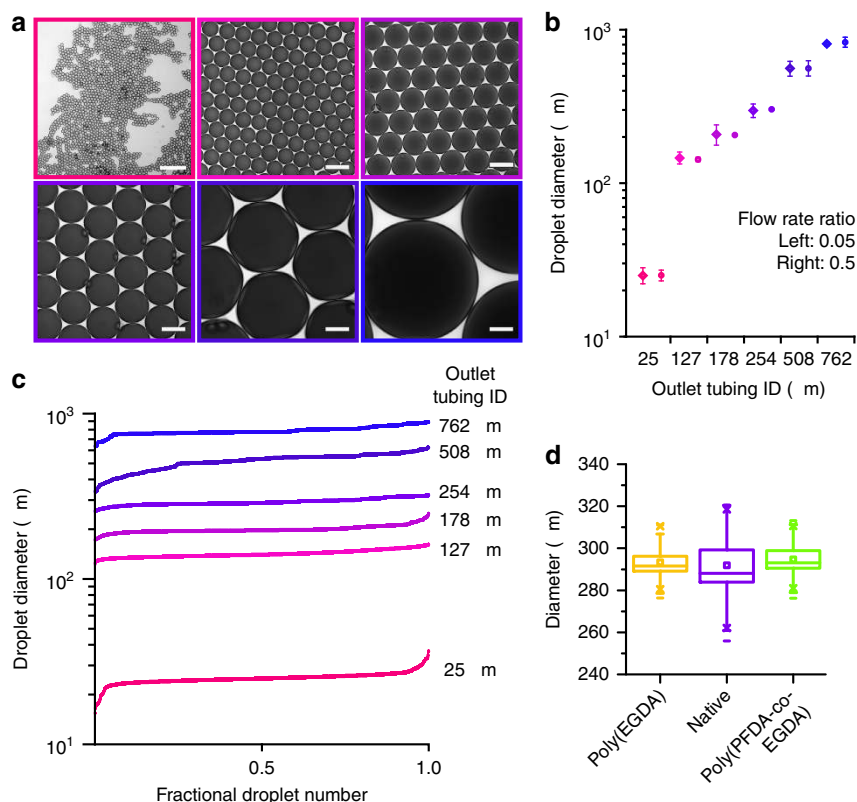 a
b
10³
10²
10¹
Droplet diameter ( m)
Flow rate ratio
Left: 0.05
Right: 0.5
25 127 178 254 508 762
Outlet tubing ID ( m)
c
Outlet
tubing ID
10³
10²
10¹
Droplet diameter ( m)
762 m
508 m
254 m
178 m
127 m
25 m
0.5 1.0
Fractional droplet number
d
340
320
300
280
260
240
Diameter ( m)
Poly(EGDA)
Native
Poly(PFDA-co-
EGDA)